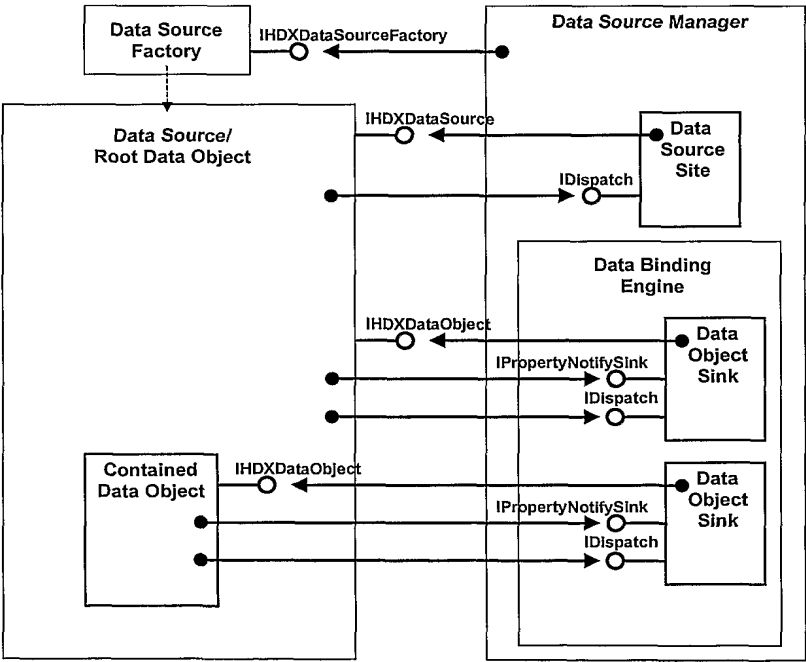 Data Source
Factory
IHDXDataSourceFactory
Data Source Manager
Data Source/
Root Data Object
IHDXDataSource
Data
Source
Site
IDispatch
Data Binding
Engine
IHDXDataObject
Data
Object
Sink
IPropertyNotifySink
IDispatch
Contained
Data Object
IHDXDataObject
Data
Object
Sink
IPropertyNotifySink
IDispatch